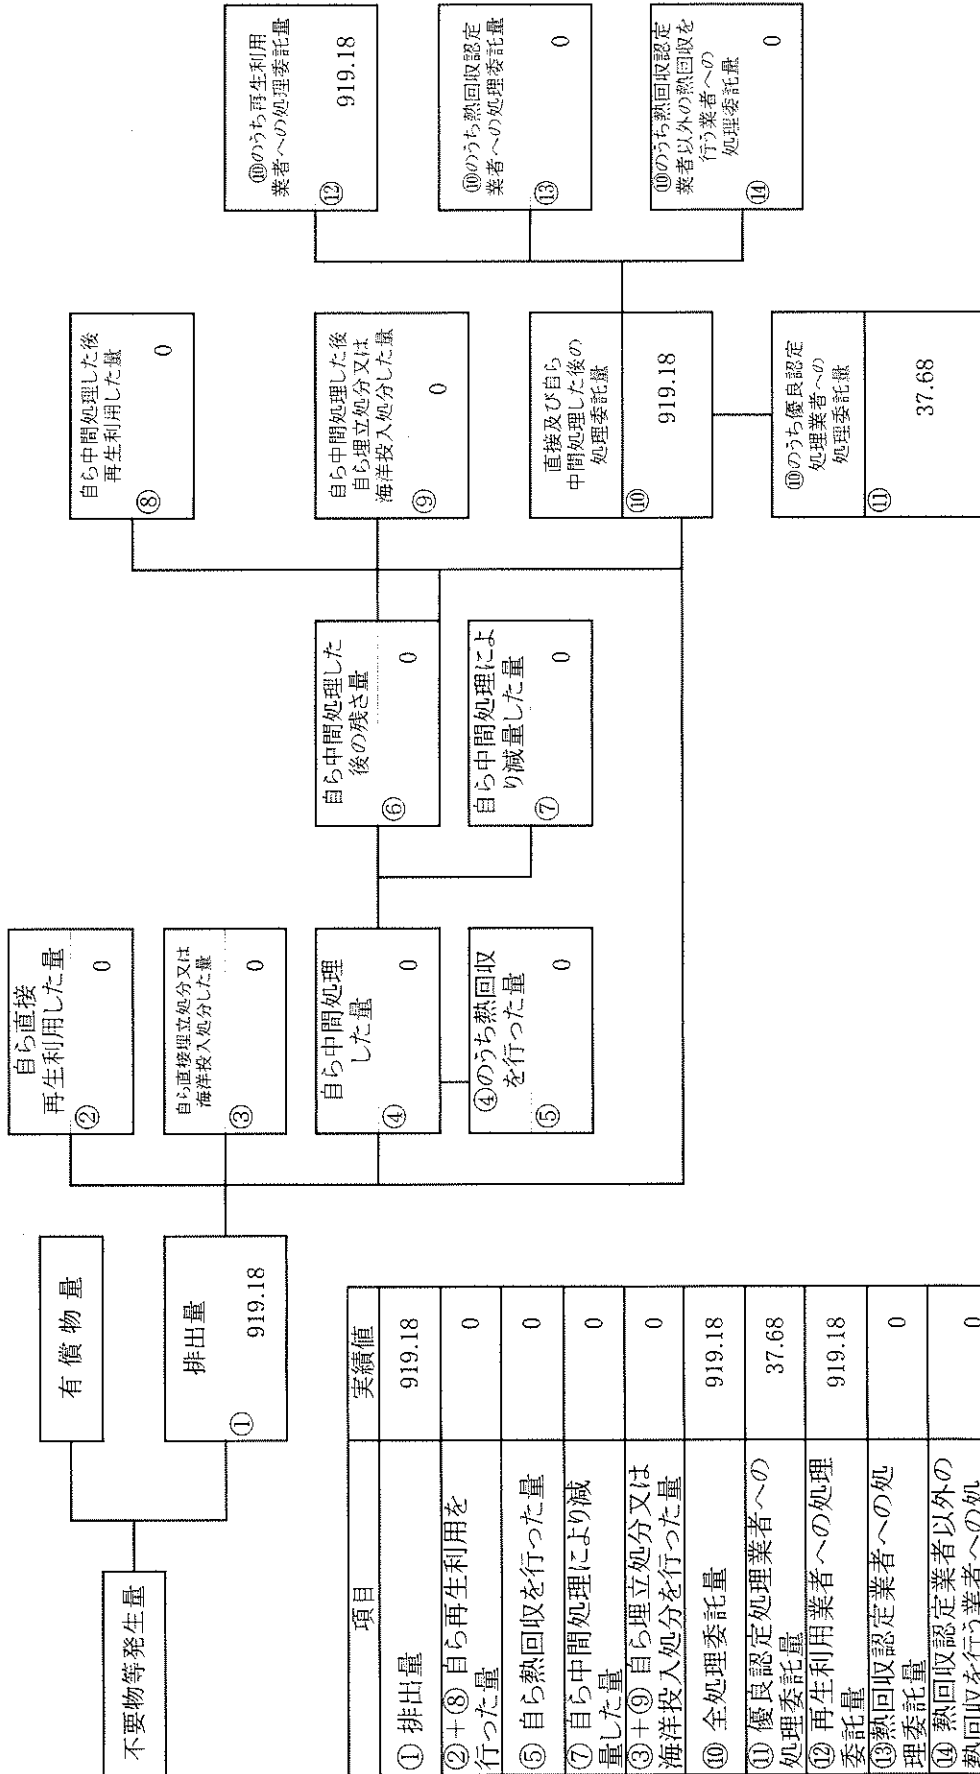 不要物等発生量
有償物量
排出量
①
919.18
自ら直接
再生利用した量
②
0
自ら直接埋立処分又は
海洋投入処分した量
③
0
自ら中間処理
した量
④
0
④のうち熱回収
を行った量
⑤
0
自ら中間処理した
後の残さ量
⑥
0
自ら中間処理によ
り減量した量
⑦
0
自ら中間処理した後
再生利用した量
⑧
0
自ら中間処理した後
自ら埋立処分又は
海洋投入処分した量
⑨
0
直接及び自ら
中間処理した後の
処理委託量
⑩
919.18
⑩のうち優良認定
処理業者への
処理委託量
⑪
37.68
⑩のうち再生利用
業者への処理委託量
⑫
919.18
⑩のうち熱回収認定
業者への処理委託量
⑬
0
⑩のうち熱回収認定
業者以外の熱回収を
行う業者への
処理委託量
⑭
0
項目 実績値
①排出量 919.18
②+⑧自ら再生利用を
行った量 0
⑤自ら熱回収を行った量 0
⑦自ら中間処理により減
量した量 0
③+⑨自ら埋立処分又は
海洋投入処分を行った量 0
⑩全処理委託量 919.18
⑪優良認定処理業者への
処理委託量 37.68
⑫再生利用業者への処理
委託量 919.18
⑬熱回収認定業者への処
理委託量 0
⑭熱回収認定業者以外の
熱回収を行う業者への処 0